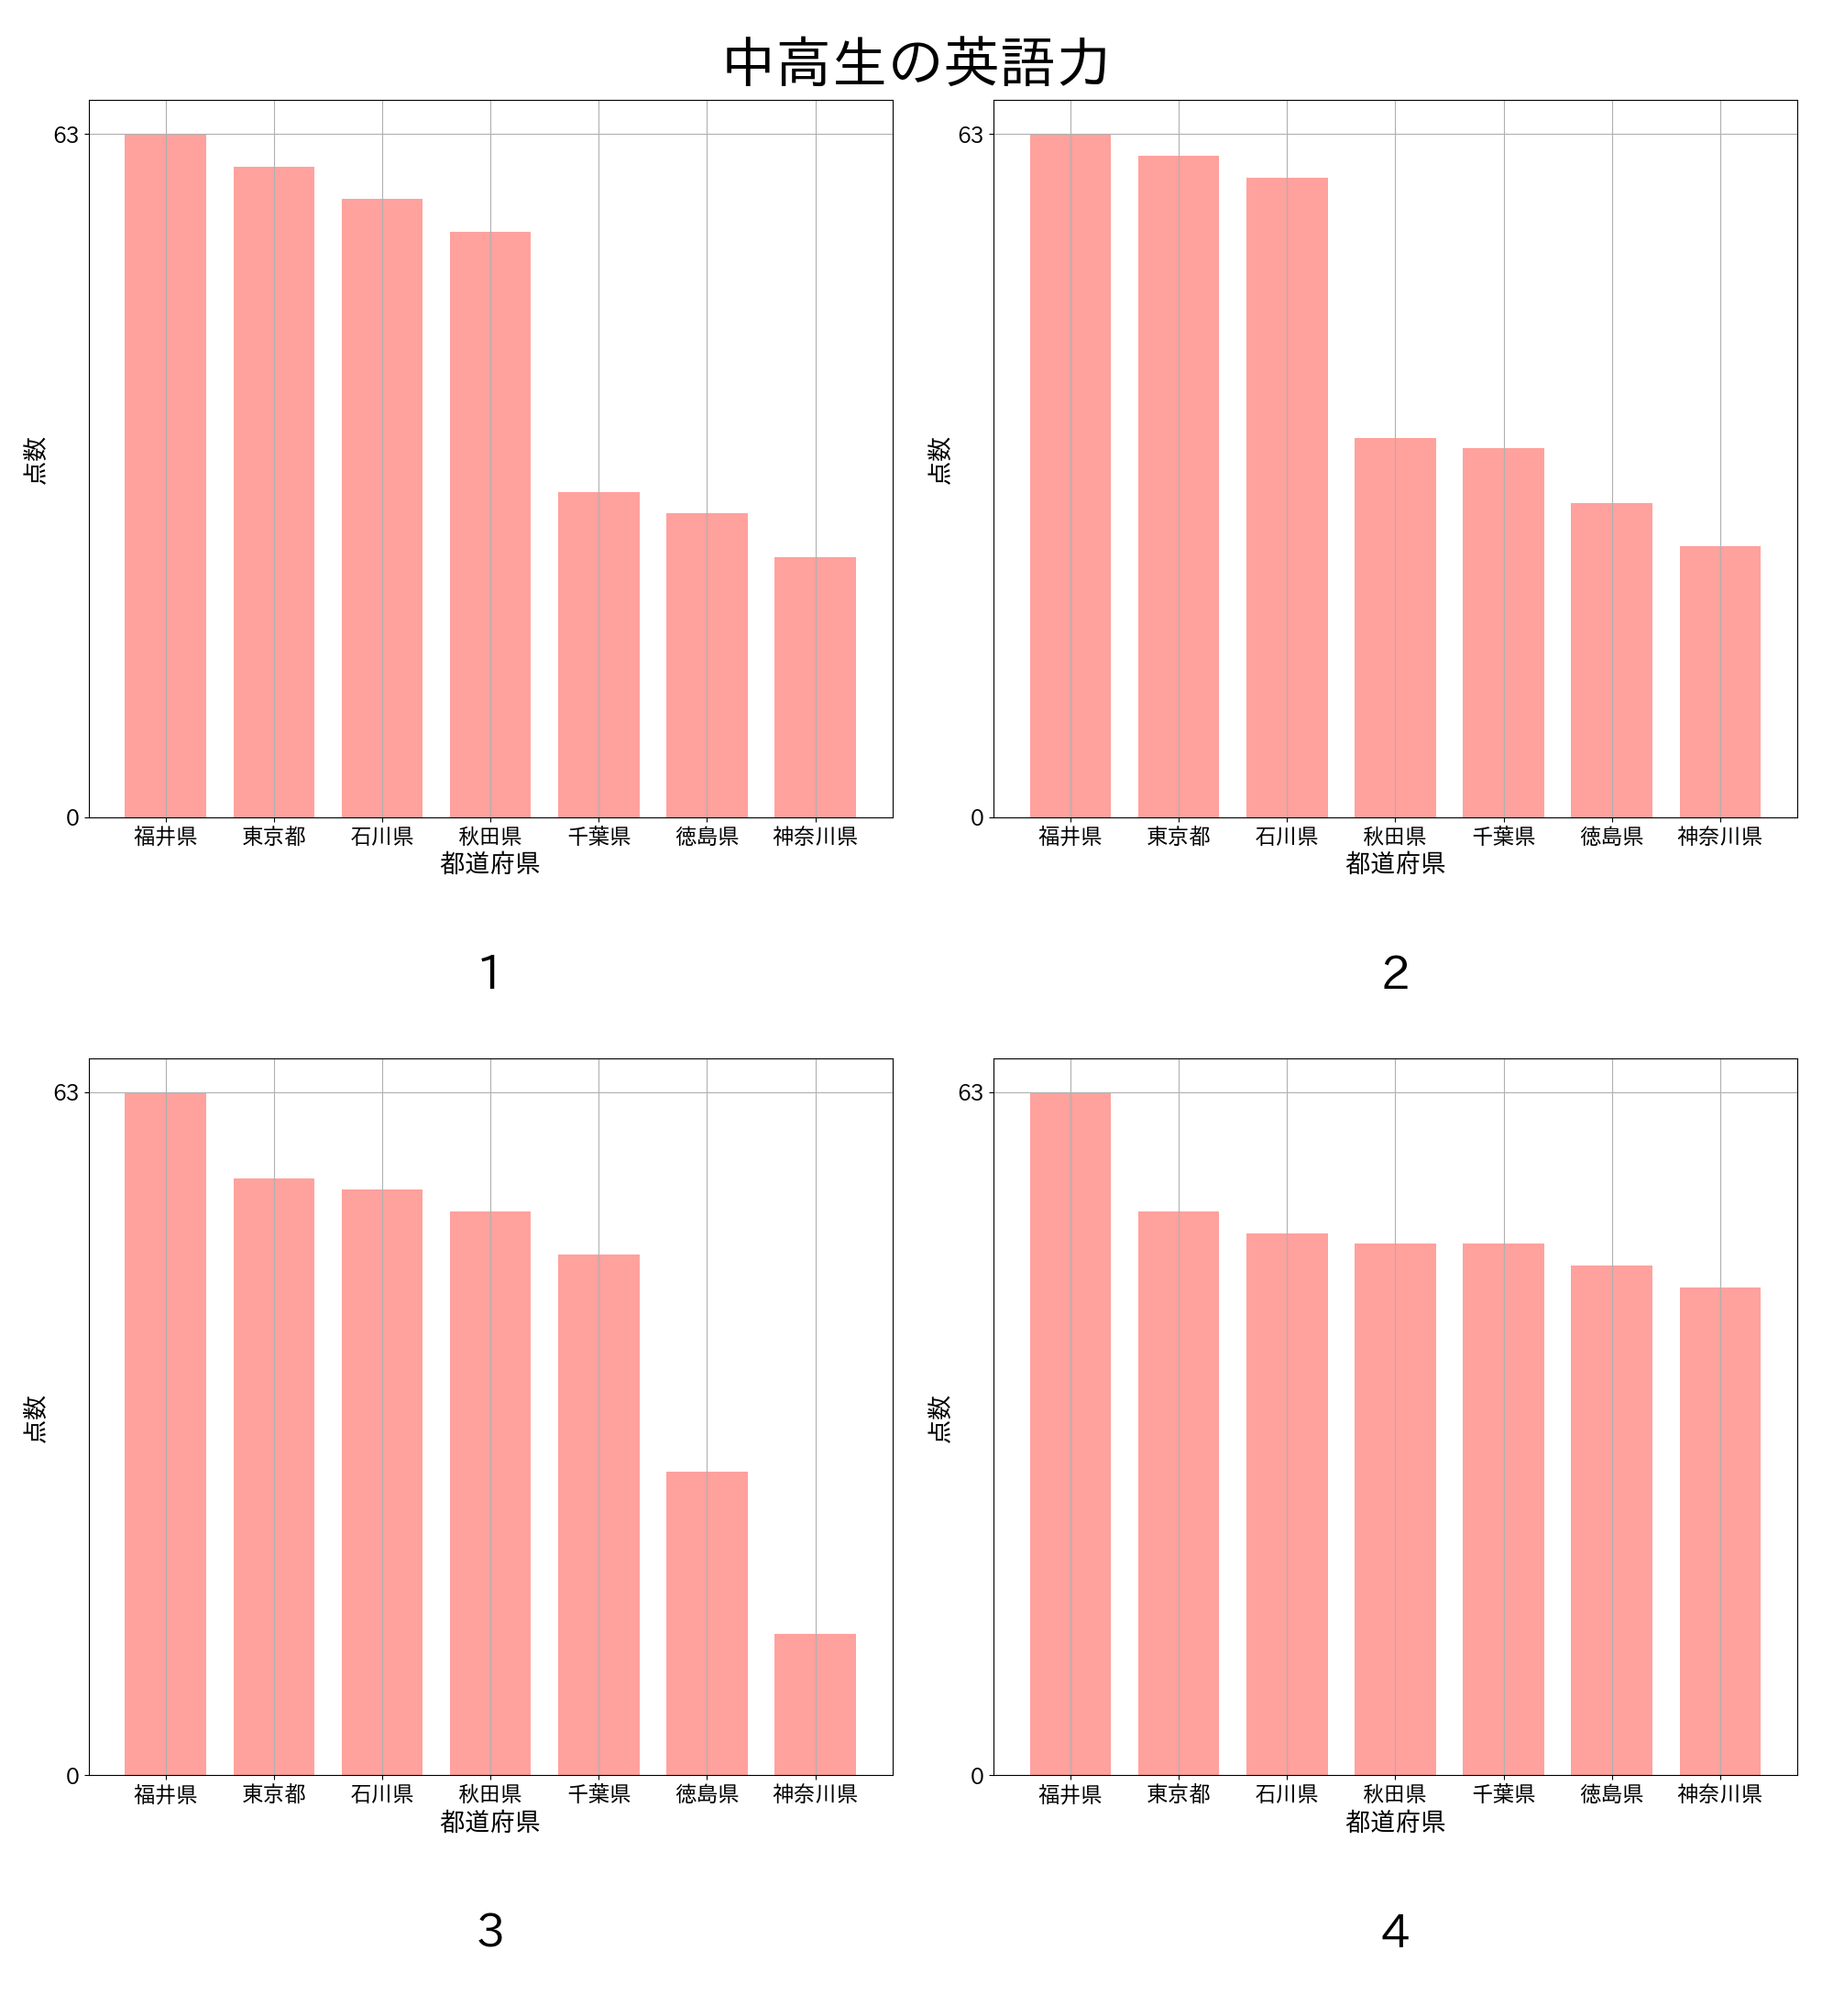 中高生の英語力
63
点数
0
福井県 東京都 石川県 秋田県 千葉県 徳島県 神奈川県
都道府県
1
63
点数
0
福井県 東京都 石川県 秋田県 千葉県 徳島県 神奈川県
都道府県
2
63
点数
0
福井県 東京都 石川県 秋田県 千葉県 徳島県 神奈川県
都道府県
3
63
点数
0
福井県 東京都 石川県 秋田県 千葉県 徳島県 神奈川県
都道府県
4